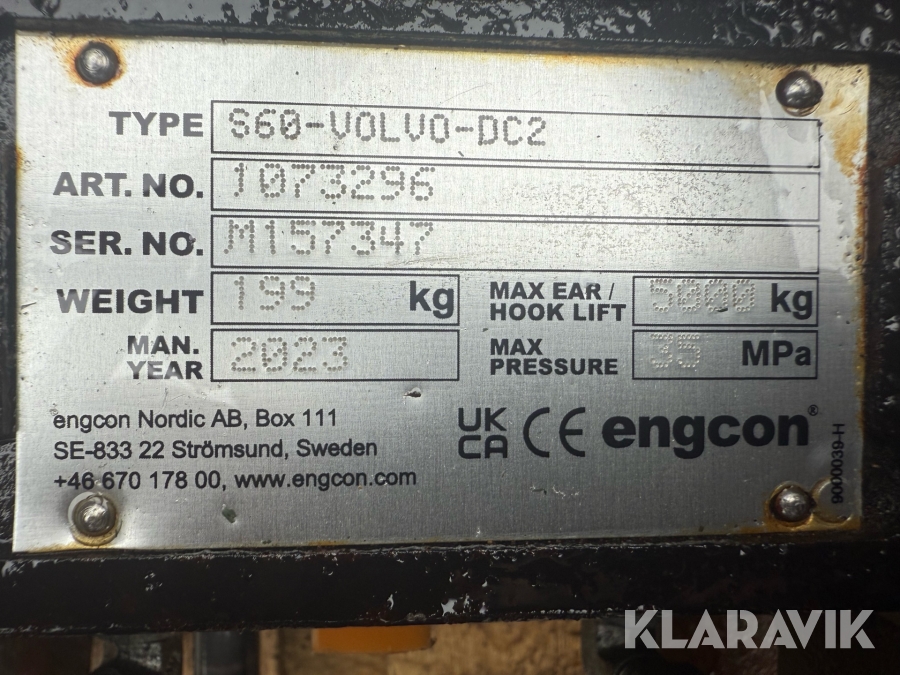 TYPE S60-VOLVO-DC2
ART. NO. 1073296
SER. NO. M157347
WEIGHT 199 kg MAX EAR / HOOK LIFT 5000 kg
MAN. YEAR 2023 MAX PRESSURE 35 MPa
engcon Nordic AB, Box 111
SE-833 22 Strömsund, Sweden
+46 670 178 00, www.engcon.com
UK CA CE engcon®
9000039-H
KLARAVIK